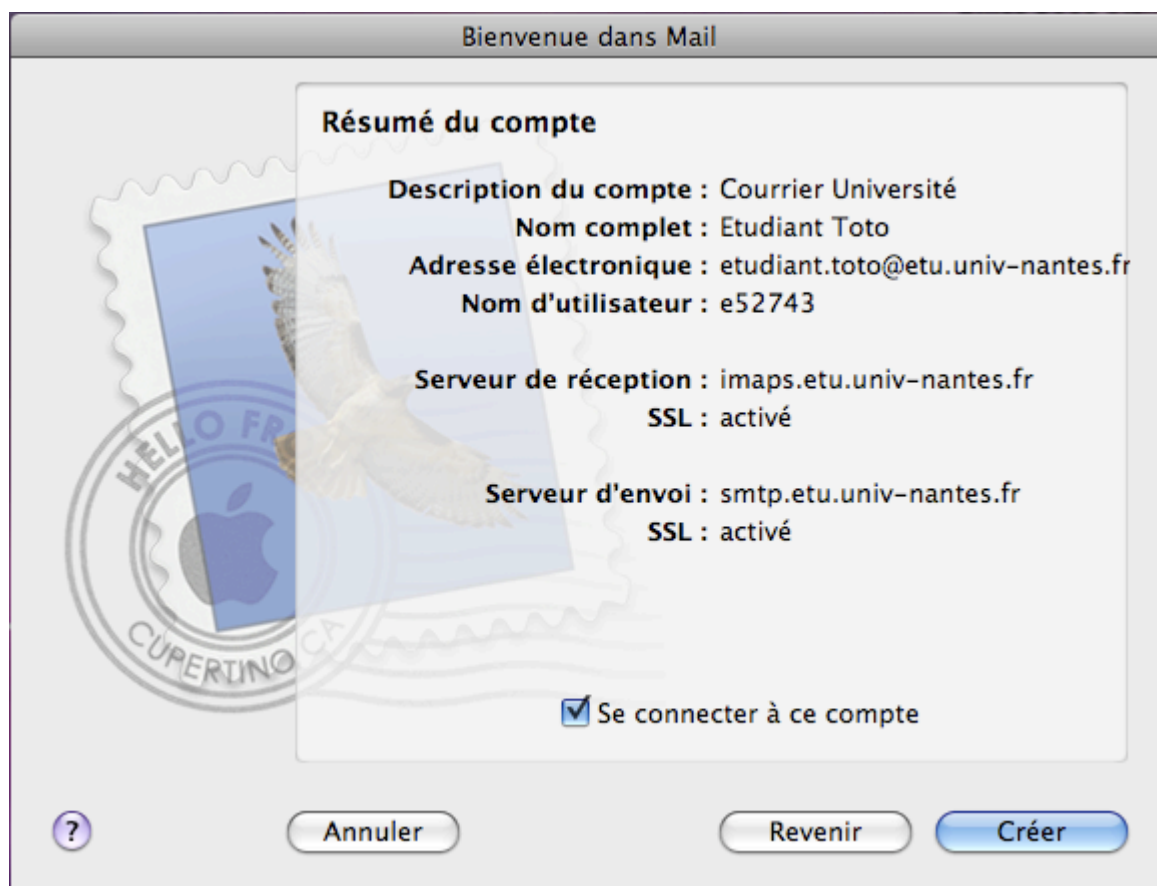 Bienvenue dans Mail
Résumé du compte
Description du compte : Courrier Université
Nom complet : Etudiant Toto
Adresse électronique : etudiant.toto@etu.univ-nantes.fr
Nom d'utilisateur : e52743
Serveur de réception : imaps.etu.univ-nantes.fr
SSL : activé
Serveur d'envoi : smtp.etu.univ-nantes.fr
SSL : activé
HELLO FR
CUPERTINO CA
Se connecter à ce compte
?
Annuler
Revenir
Créer